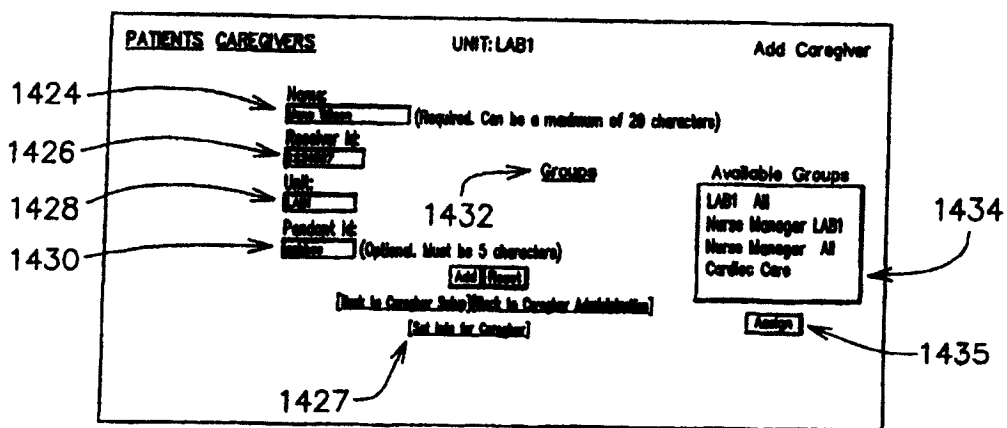 PATIENTS CAREGIVERS UNIT: LAB1 Add Caregiver
1424
Name:
(Required. Can be a maximum of 20 characters)
1426
Receiver Id:
1432
Groups
Available Groups
LAB1 All
Nurse Manager LAB1
Nurse Manager All
Cardiac Care
1434
1428
Unit:
LAB1
1430
Pendant Id:
(Optional. Must be 5 characters)
[Add][Reset]
[Back to Caregiver Setup][Back to Caregiver Administration]
[Set Info for Caregiver]
Assign
1435
1427